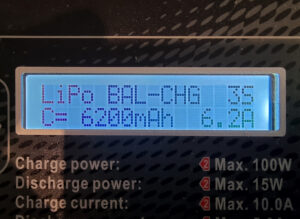 LiPo BAL-CHG 3S
C= 6200mAh 6.2A
Charge power: Max. 100W
Discharge power: Max. 15W
Charge current: Max. 10.0A